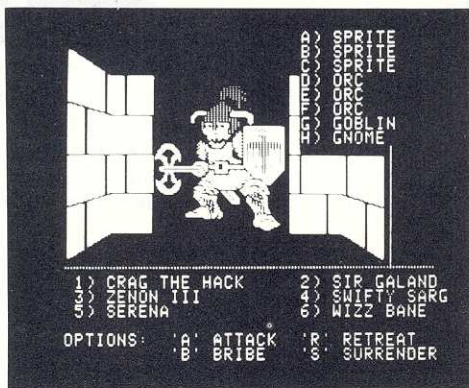 A) SPRITE
B) SPRITE
C) SPRITE
D) ORC
E) ORC
F) ORC
G) GOBLIN
H) GNOME
1) CRAG THE HACK 2) SIR GALAND
3) ZENON III 4) SWIFTY SARG
5) SERENA 6) WIZZ BANE
OPTIONS: 'A' ATTACK 'R' RETREAT
'B' BRIBE 'S' SURRENDER